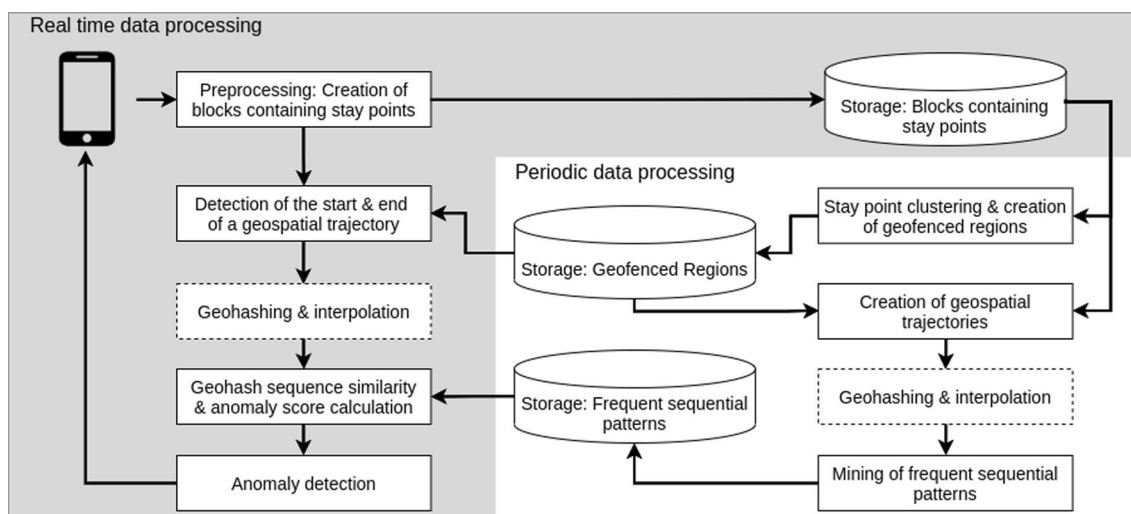 Real time data processing
Preprocessing: Creation of
blocks containing stay points
Storage: Blocks containing
stay points
Periodic data processing
Detection of the start & end
of a geospatial trajectory
Storage: Geofenced Regions
Stay point clustering & creation
of geofenced regions
Geohashing & interpolation
Creation of geospatial
trajectories
Geohash sequence similarity
& anomaly score calculation
Storage: Frequent sequential
patterns
Geohashing & interpolation
Anomaly detection
Mining of frequent sequential
patterns